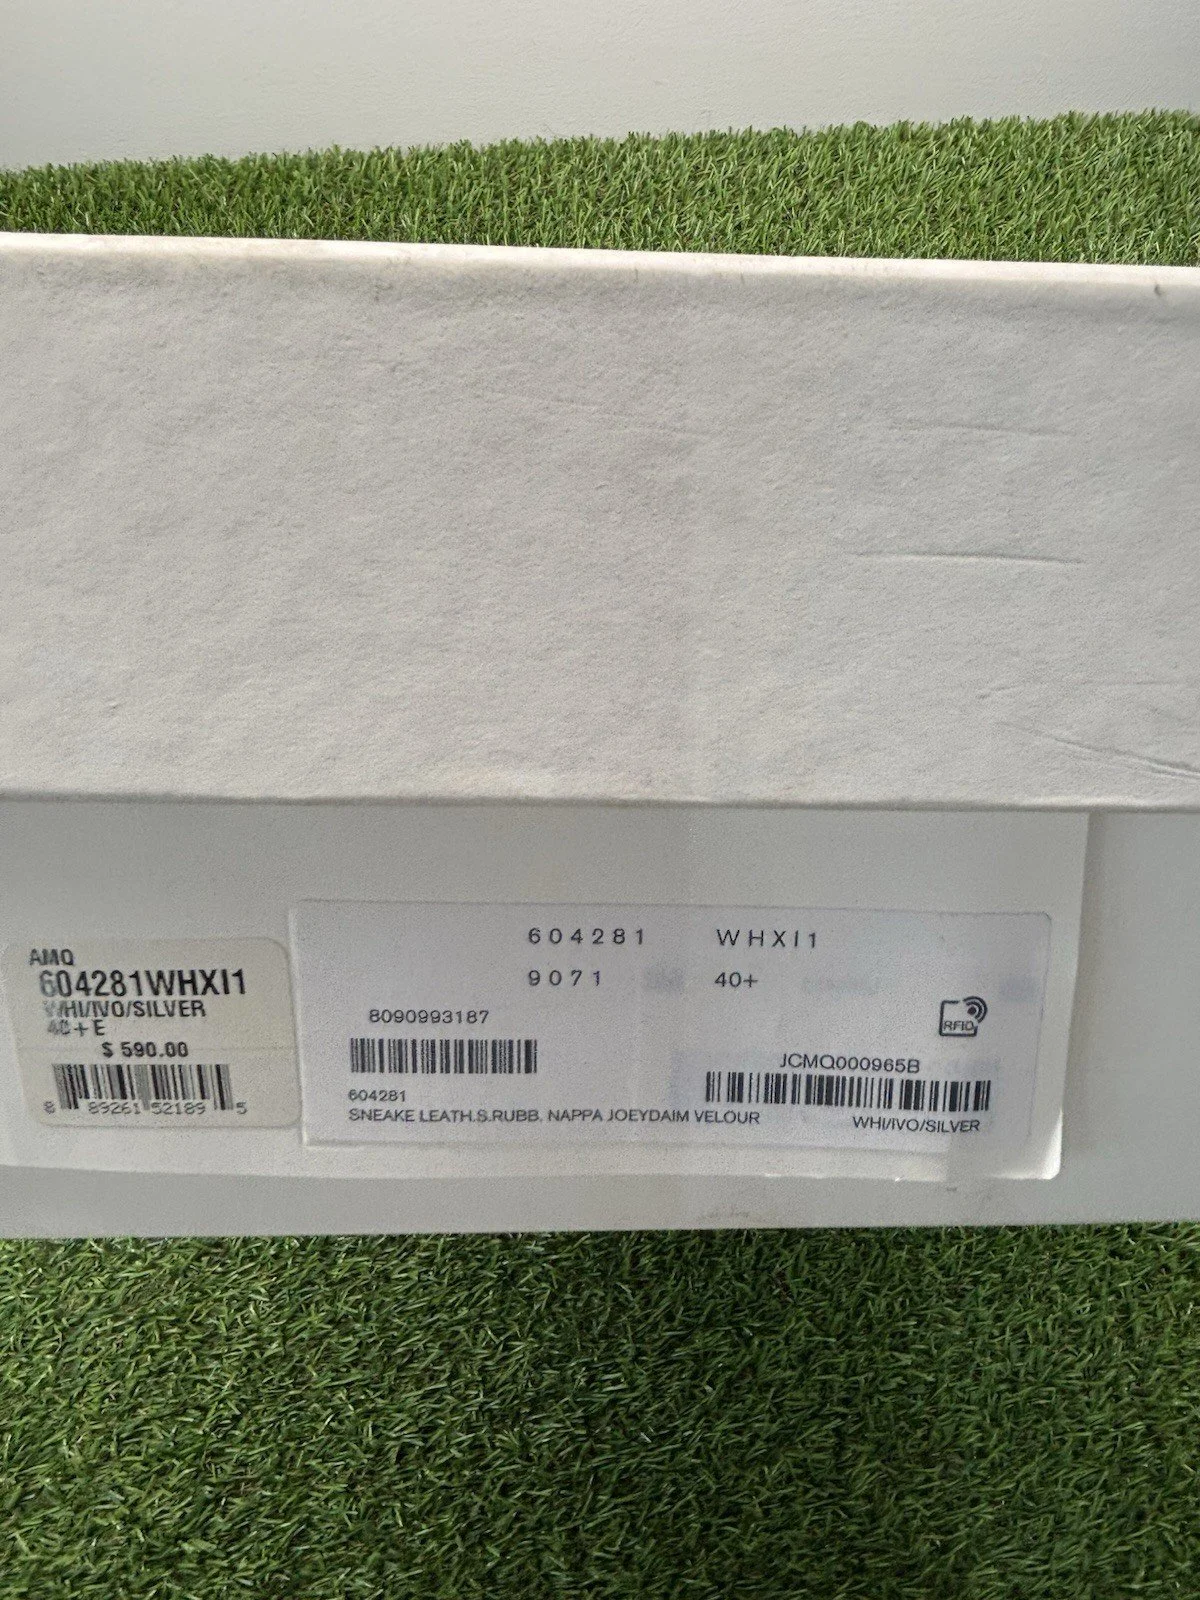 AMQ
604281WHXI1
WHI/IVO/SILVER
40+E
$ 590.00
8 89261 52189 5
604281 WHXI1
9071 40+
8090993187
RFID
JCMQ000965B
604281
SNEAKE LEATH.S.RUBB. NAPPA JOEYDAIM VELOUR
WHI/IVO/SILVER